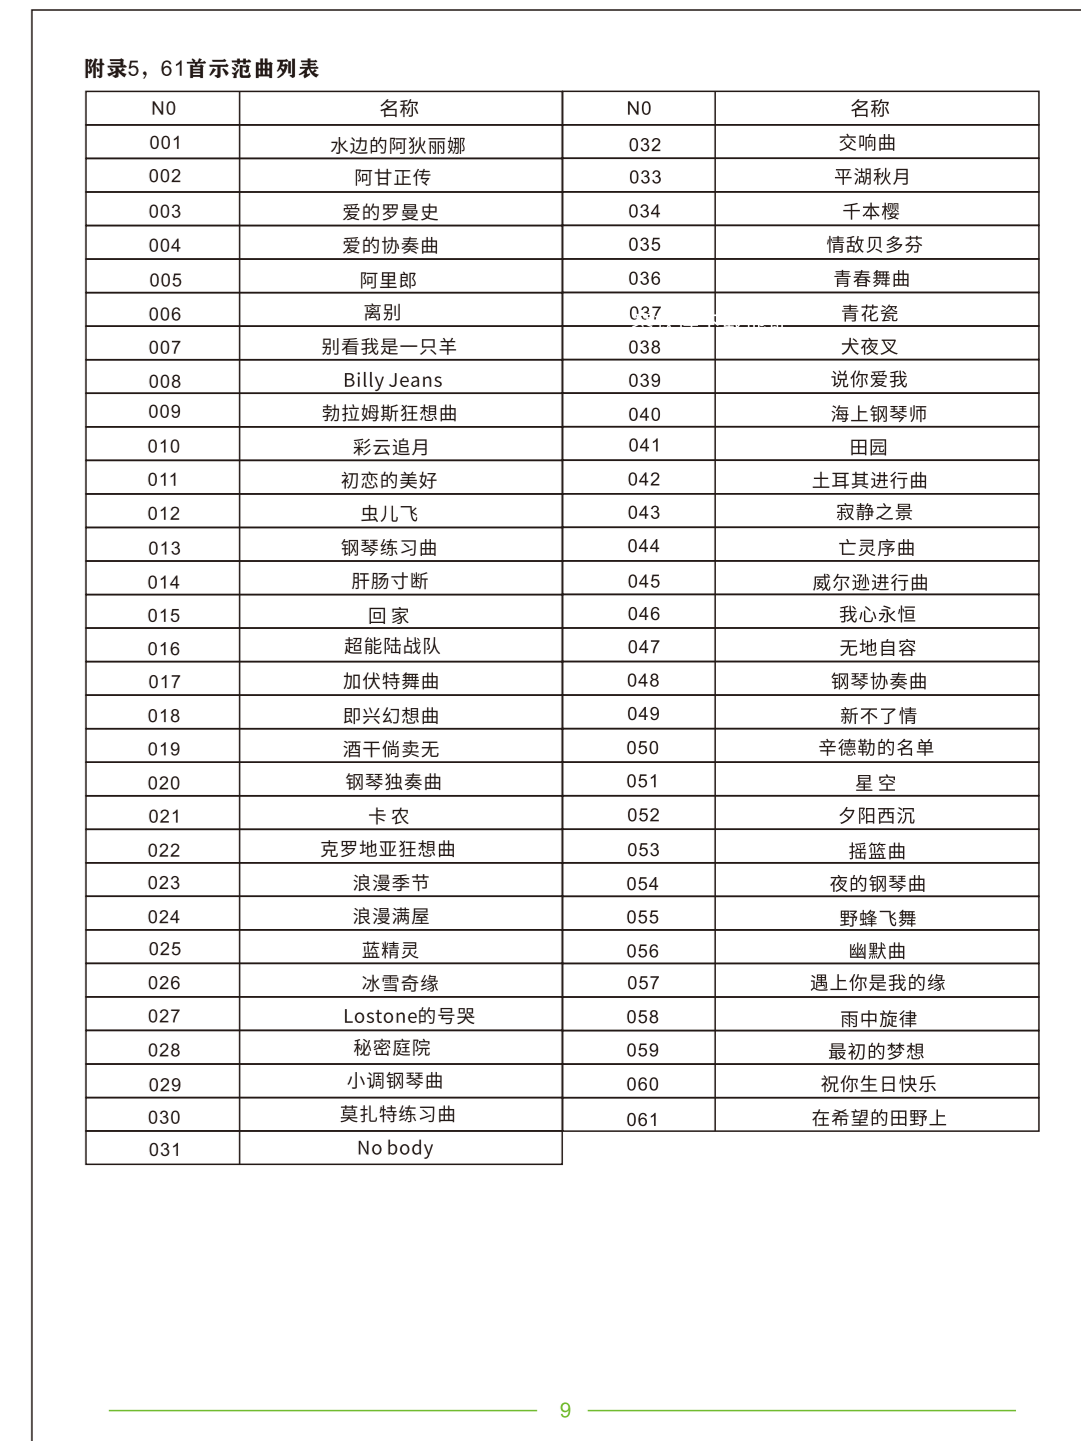 附录5，61首示范曲列表
N0 名称 N0 名称
001 水边的阿狄丽娜 032 交响曲
002 阿甘正传 033 平湖秋月
003 爱的罗曼史 034 千本樱
004 爱的协奏曲 035 情敌贝多芬
005 阿里郎 036 青春舞曲
006 离别 037 青花瓷
007 别看我是一只羊 038 犬夜叉
008 Billy Jeans 039 说你爱我
009 勃拉姆斯狂想曲 040 海上钢琴师
010 彩云追月 041 田园
011 初恋的美好 042 土耳其进行曲
012 虫儿飞 043 寂静之景
013 钢琴练习曲 044 亡灵序曲
014 肝肠寸断 045 威尔逊进行曲
015 回 家 046 我心永恒
016 超能陆战队 047 无地自容
017 加伏特舞曲 048 钢琴协奏曲
018 即兴幻想曲 049 新不了情
019 酒干倘卖无 050 辛德勒的名单
020 钢琴独奏曲 051 星 空
021 卡 农 052 夕阳西沉
022 克罗地亚狂想曲 053 摇篮曲
023 浪漫季节 054 夜的钢琴曲
024 浪漫满屋 055 野蜂飞舞
025 蓝精灵 056 幽默曲
026 冰雪奇缘 057 遇上你是我的缘
027 Lostone的号哭 058 雨中旋律
028 秘密庭院 059 最初的梦想
029 小调钢琴曲 060 祝你生日快乐
030 莫扎特练习曲 061 在希望的田野上
031 No body
9